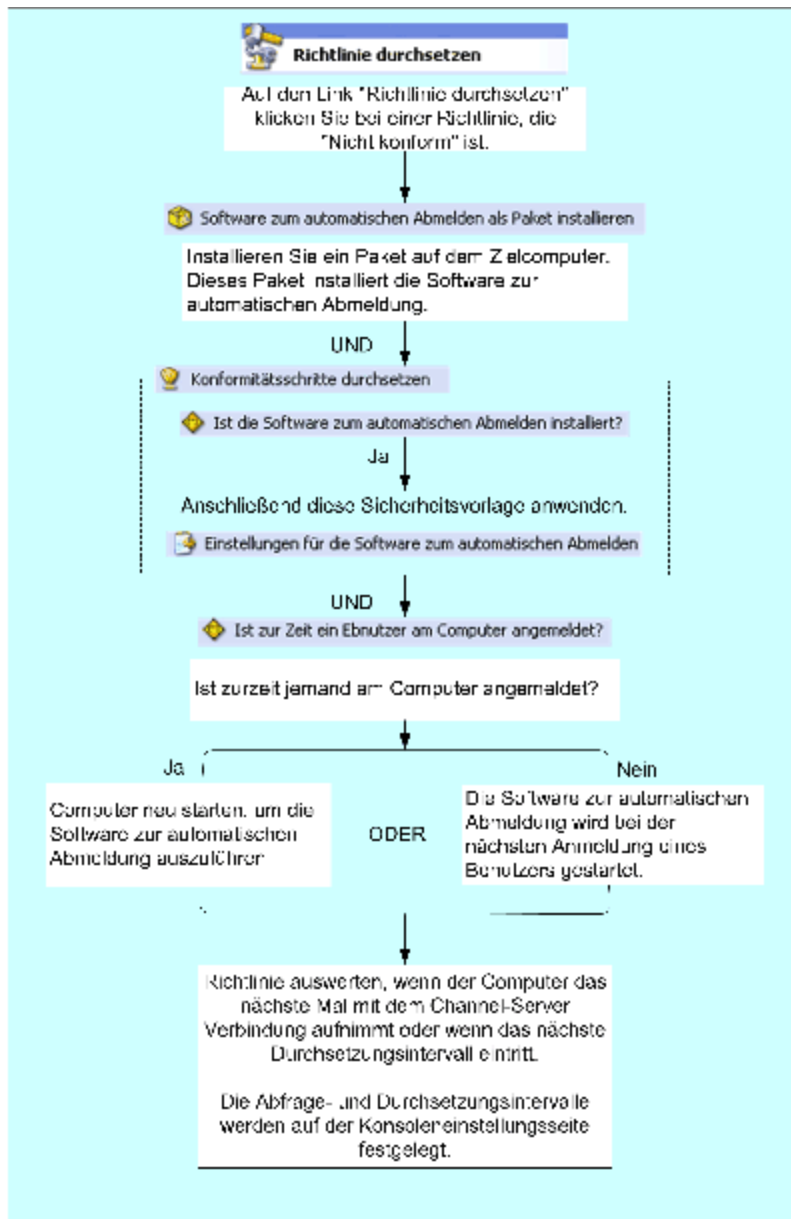 Richtlinie durchsetzen
Auf den Link "Richtlinie durchsetzen"
klicken Sie bei einer Richtlinie, die
"Nicht konform" ist.
Software zum automatischen Abmelden als Paket installieren
Installieren Sie ein Paket auf dem Zielcomputer.
Dieses Paket installiert die Software zur
automatischen Abmeldung.
UND
Konformitätsschritte durchsetzen
Ist die Software zum automatischen Abmelden installiert?
Ja
Anschließend diese Sicherheitsvorlage anwenden.
Einstellungen für die Software zum automatischen Abmelden
UND
Ist zur Zeit ein Ebnutzer am Computer angemeldet?
Ist zurzeit jemand am Computer angemeldet?
Ja
Nein
Computer neu starten, um die
Software zur automatischen
Abmeldung auszuführen
ODER
Die Software zur automatischen
Abmeldung wird bei der
nächsten Anmeldung eines
Benutzers gestartet.
Richtlinie auswerten, wenn der Computer das
nächste Mal mit dem Channel-Server
Verbindung aufnimmt oder wenn das nächste
Durchsetzungsintervall eintritt.
Die Abfrage- und Durchsetzungsintervalle
werden auf der Konsoleneinstellungsseite
festgelegt.